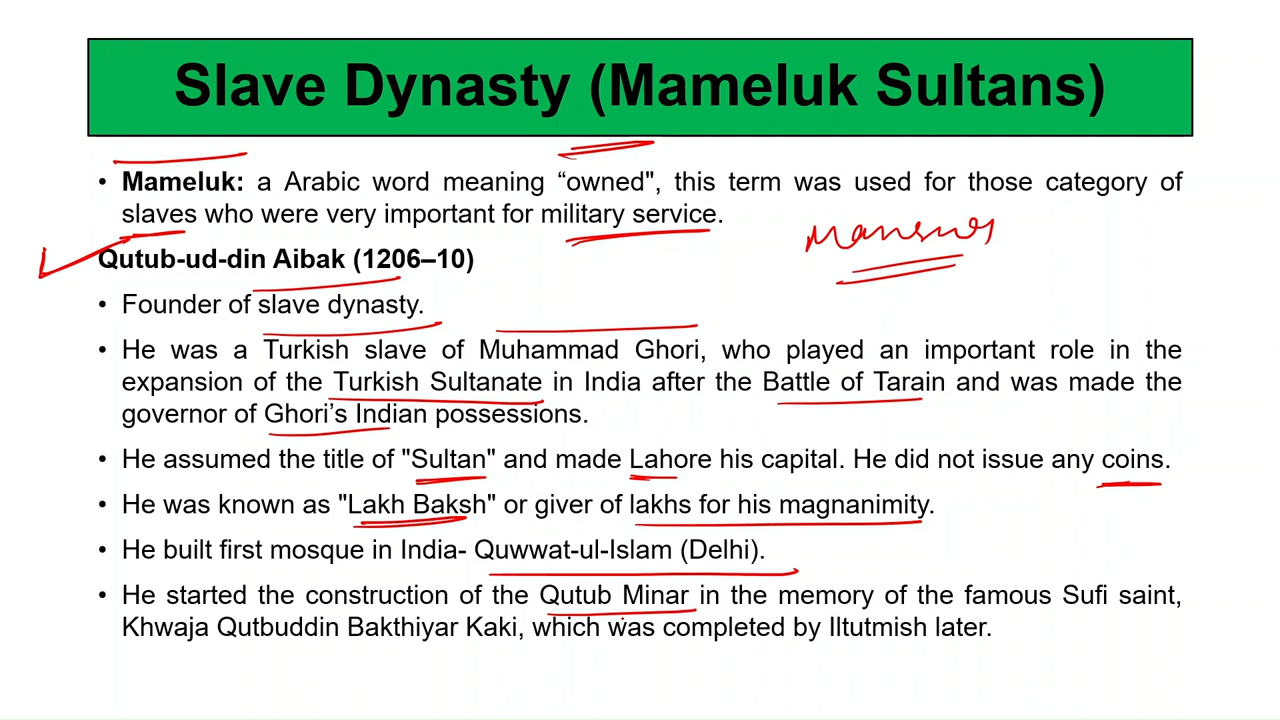 Slave Dynasty (Mameluk Sultans)
• Mameluk: a Arabic word meaning “owned", this term was used for those category of
slaves who were very important for military service.
Qutub-ud-din Aibak (1206–10)
• Founder of slave dynasty.
• He was a Turkish slave of Muhammad Ghori, who played an important role in the
expansion of the Turkish Sultanate in India after the Battle of Tarain and was made the
governor of Ghori’s Indian possessions.
• He assumed the title of "Sultan" and made Lahore his capital. He did not issue any coins.
• He was known as "Lakh Baksh" or giver of lakhs for his magnanimity.
• He built first mosque in India- Quwwat-ul-Islam (Delhi).
• He started the construction of the Qutub Minar in the memory of the famous Sufi saint,
Khwaja Qutbuddin Bakthiyar Kaki, which was completed by Iltutmish later.